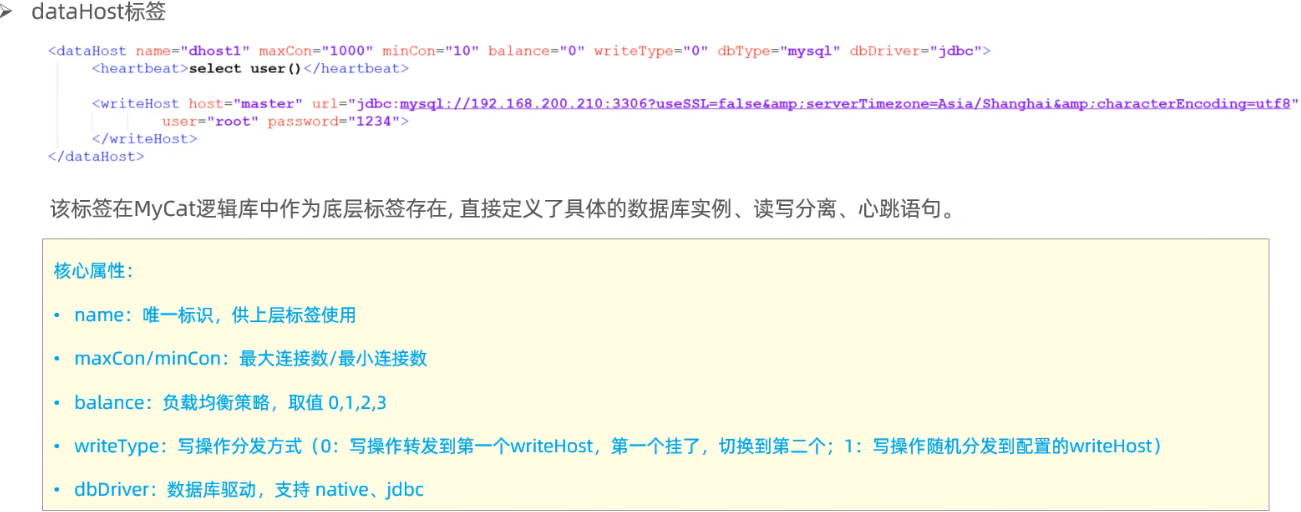 ➢ dataHost标签
<dataHost name="dhost1" maxCon="1000" minCon="10" balance="0" writeType="0" dbType="mysql" dbDriver="jdbc">
<heartbeat>select user()</heartbeat>
<writeHost host="master" url="jdbc:mysql://192.168.200.210:3306?useSSL=false&amp;serverTimezone=Asia/Shanghai&amp;characterEncoding=utf8"
user="root" password="1234">
</writeHost>
</dataHost>
该标签在MyCat逻辑库中作为底层标签存在, 直接定义了具体的数据库实例、读写分离、心跳语句。
核心属性：
• name：唯一标识，供上层标签使用
• maxCon/minCon：最大连接数/最小连接数
• balance：负载均衡策略，取值 0,1,2,3
• writeType：写操作分发方式（0：写操作转发到第一个writeHost，第一个挂了，切换到第二个；1：写操作随机分发到配置的writeHost）
• dbDriver：数据库驱动，支持 native、jdbc